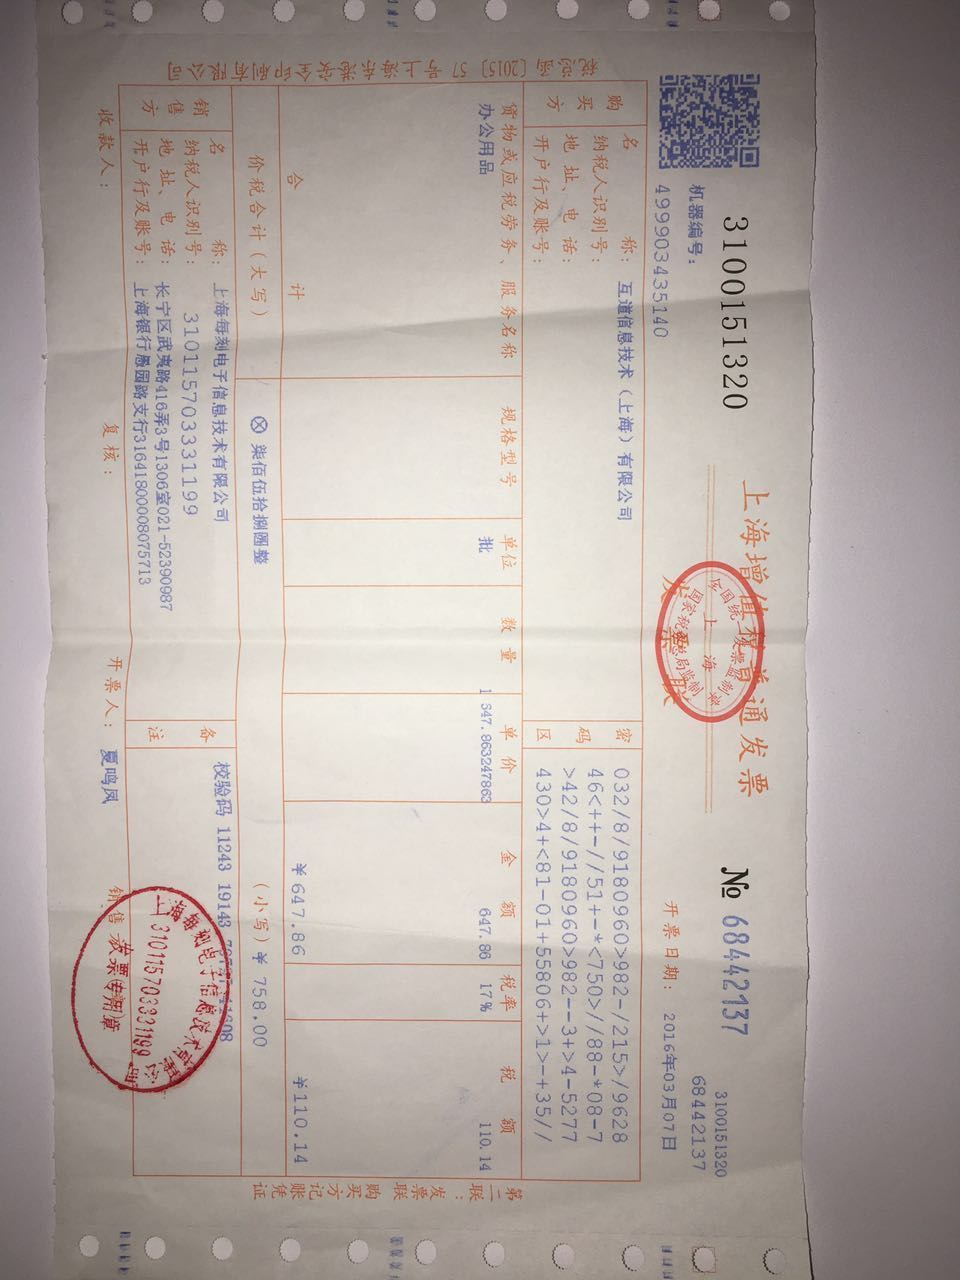 3100151320
上海增值税普通发票
发票联
全国统一发票监制章
上海
国家税务总局监制
№ 68442137
3100151320
68442137
机器编号:
499903435140
开票日期: 2016年03月07日
税总函〔2015〕57号上海东港安全印制有限公司
购买方
名 称: 互道信息技术（上海）有限公司
纳税人识别号:
地址、电话:
开户行及账号:
密码区
032/8/9180960>982-/215>/9628
46<++-//51+-*<750>//88-*08-7
>42/8/9180960>982--3+>4-5277
430>4+<81-01+55806+>1>-+35//
货物或应税劳务、服务名称 规格型号 单位 数量 单价 金额 税率 税额
办公用品 批 1 647.863247863 647.86 17% 110.14
合计 ￥647.86 ￥110.14
价税合计（大写） ⊗ 柒佰伍拾捌圆整 （小写）￥ 758.00
销售方
名 称: 上海每刻电子信息技术有限公司
纳税人识别号: 310115703331199
地址、电话: 长宁区武夷路416弄3号1306室021-52390987
开户行及账号: 上海银行愚园路支行31641800008075713
备注
校验码 11243 19143
收款人:
复核:
开票人: 夏鸣凤
销售方:（章）
上海每刻电子信息技术有限公司
310115703331199
发票专用章
第二联：发票联 购买方记账凭证